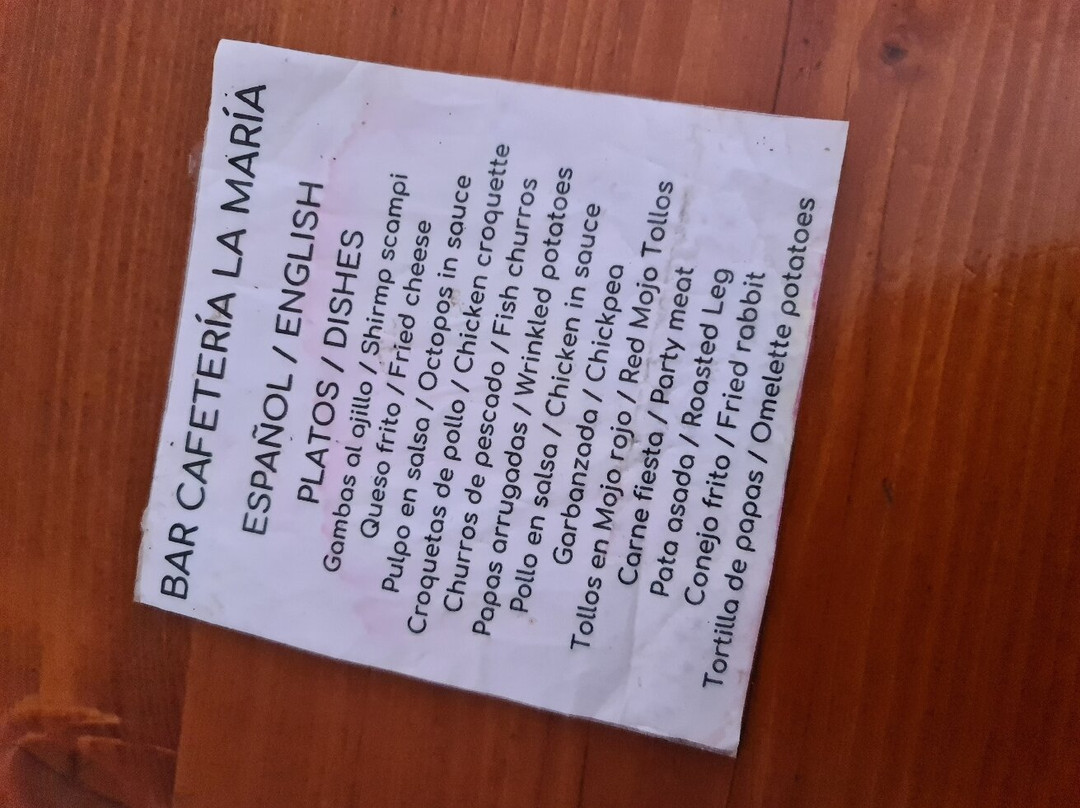 BAR CAFETERÍA LA MARÍA
ESPAÑOL / ENGLISH
PLATOS / DISHES
Gambas al ajillo / Shirmp scampi
Queso frito / Fried cheese
Pulpo en salsa / Octopos in sauce
Croquetas de pollo / Chicken croquette
Churros de pescado / Fish churros
Papas arrugadas / Wrinkled potatoes
Pollo en salsa / Chicken in sauce
Garbanzada / Chickpea
Tollos en Mojo rojo / Red Mojo Tollos
Carne fiesta / Party meat
Pata asada / Roasted Leg
Conejo frito / Fried rabbit
Tortilla de papas / Omelette potatoes